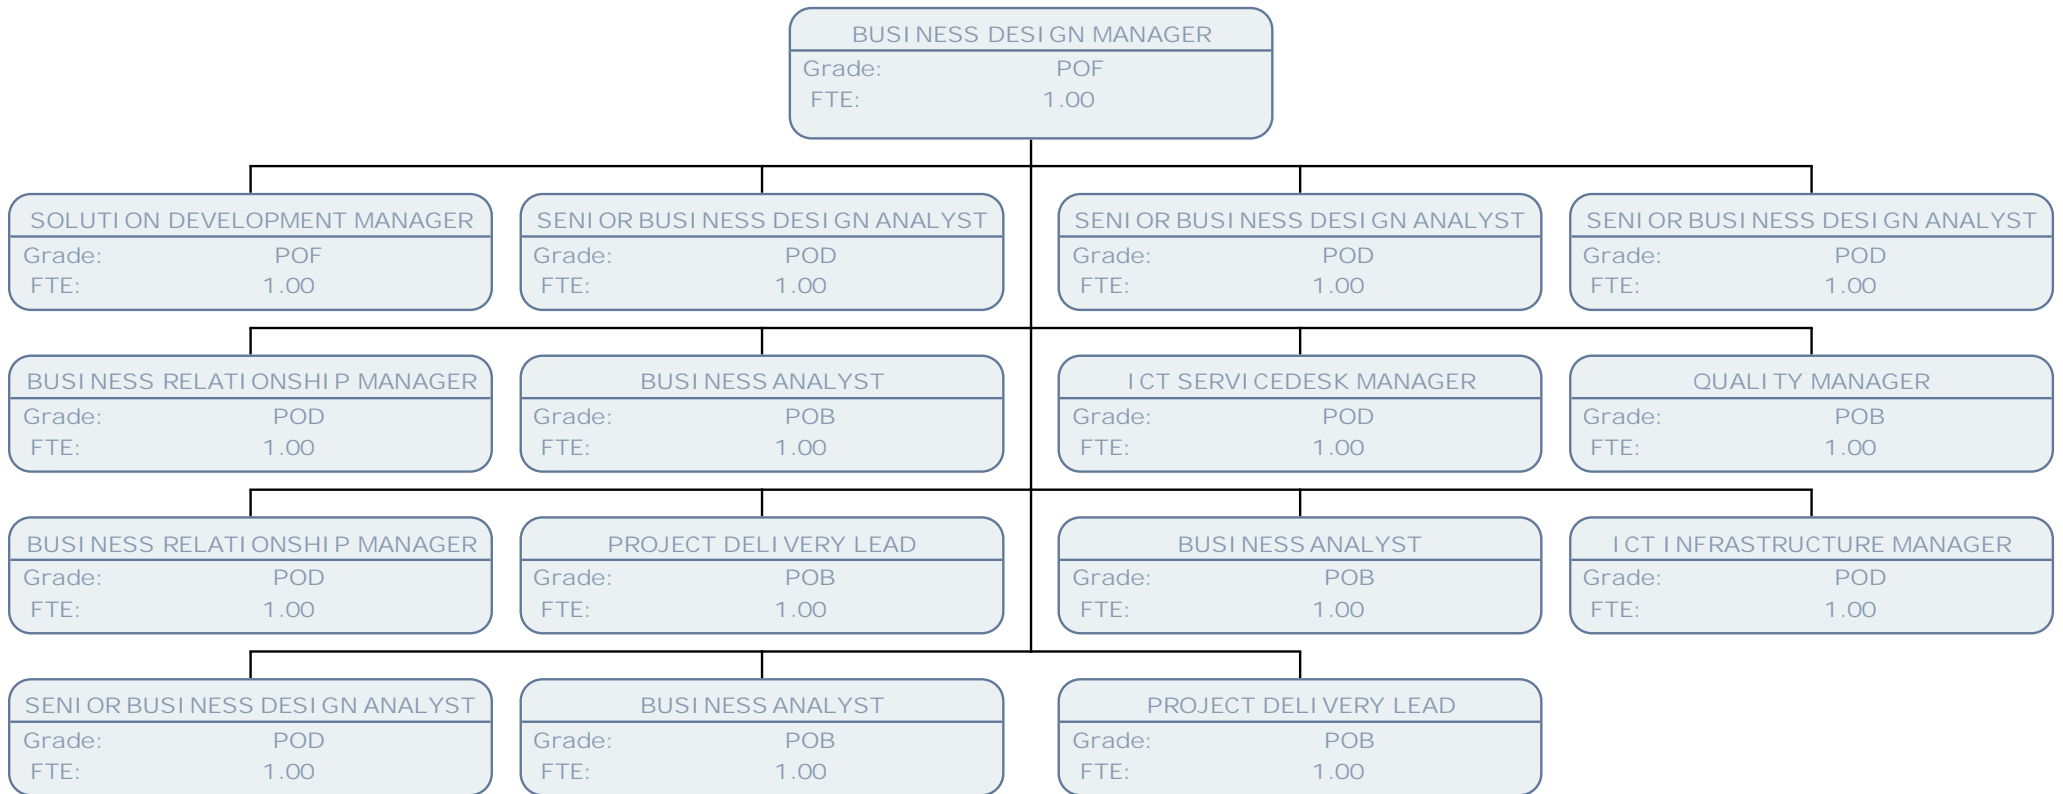 BUSINESS DESIGN MANAGER
Grade: POF
FTE: 1.00
SOLUTION DEVELOPMENT MANAGER
Grade: POF
FTE: 1.00
SENIOR BUSINESS DESIGN ANALYST
Grade: POD
FTE: 1.00
SENIOR BUSINESS DESIGN ANALYST
Grade: POD
FTE: 1.00
SENIOR BUSINESS DESIGN ANALYST
Grade: POD
FTE: 1.00
BUSINESS RELATIONSHIP MANAGER
Grade: POD
FTE: 1.00
BUSINESS ANALYST
Grade: POB
FTE: 1.00
ICT SERVICEDESK MANAGER
Grade: POD
FTE: 1.00
QUALITY MANAGER
Grade: POB
FTE: 1.00
BUSINESS RELATIONSHIP MANAGER
Grade: POD
FTE: 1.00
PROJECT DELIVERY LEAD
Grade: POB
FTE: 1.00
BUSINESS ANALYST
Grade: POB
FTE: 1.00
ICT INFRASTRUCTURE MANAGER
Grade: POD
FTE: 1.00
SENIOR BUSINESS DESIGN ANALYST
Grade: POD
FTE: 1.00
BUSINESS ANALYST
Grade: POB
FTE: 1.00
PROJECT DELIVERY LEAD
Grade: POB
FTE: 1.00